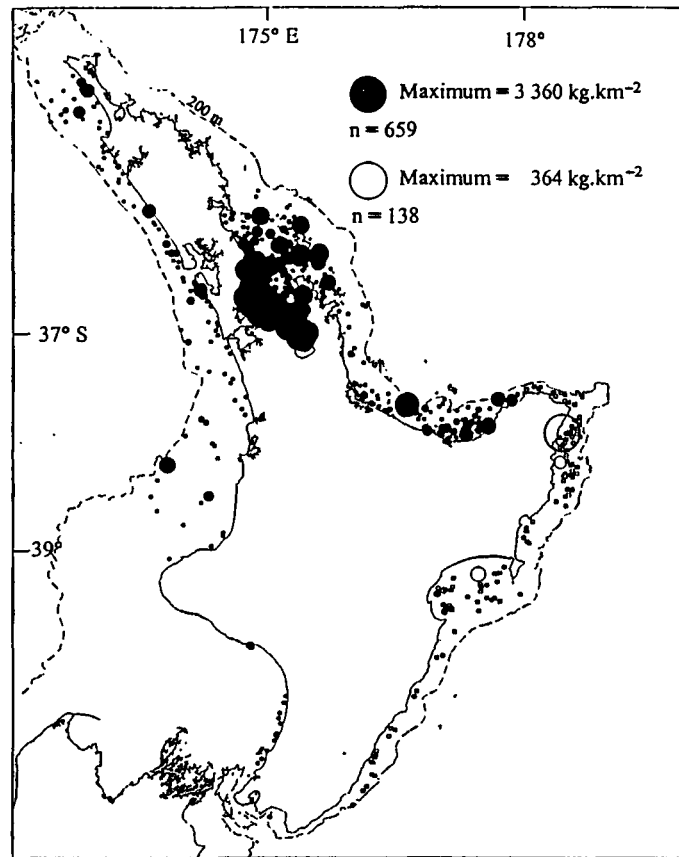 175° E 178°
200 m
Maximum = 3 360 kg.km⁻²
n = 659
Maximum = 364 kg.km⁻²
n = 138
37° S
39°